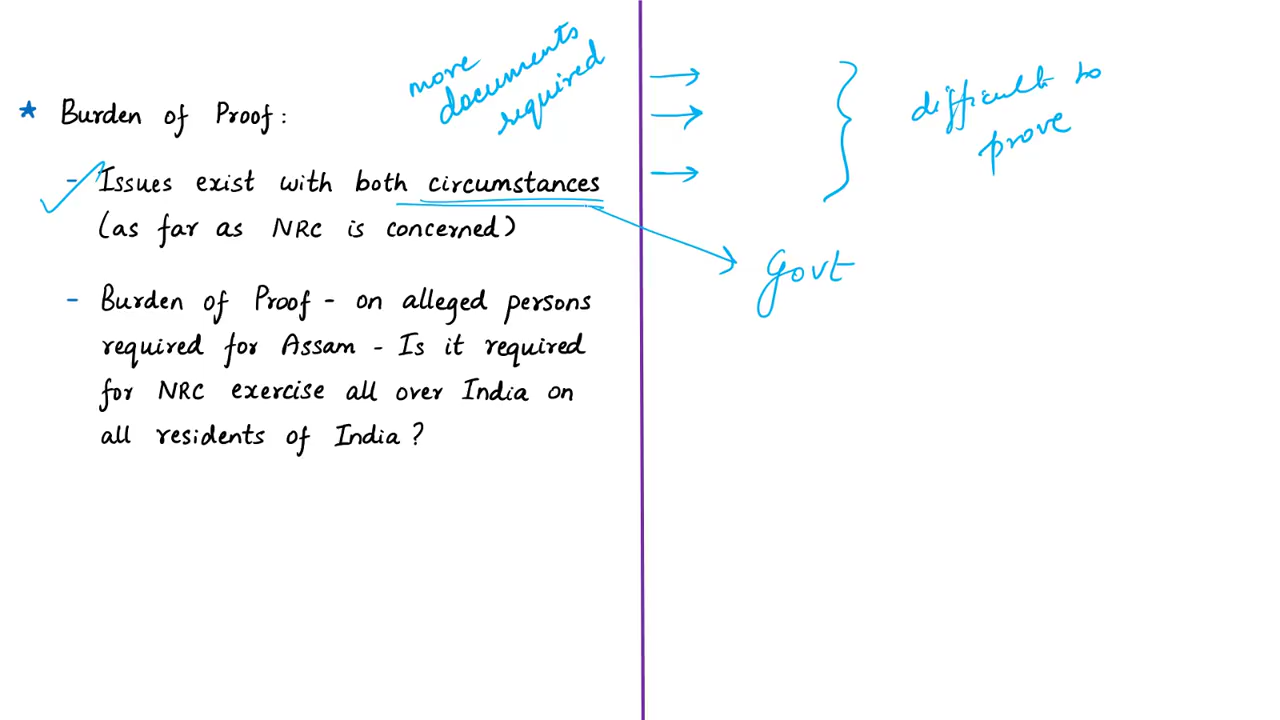 more
documents
required
★ Burden of Proof:
- Issues exist with both circumstances
(as far as NRC is concerned)
- Burden of Proof - on alleged persons
required for Assam - Is it required
for NRC exercise all over India on
all residents of India?
difficult to
prove
Govt